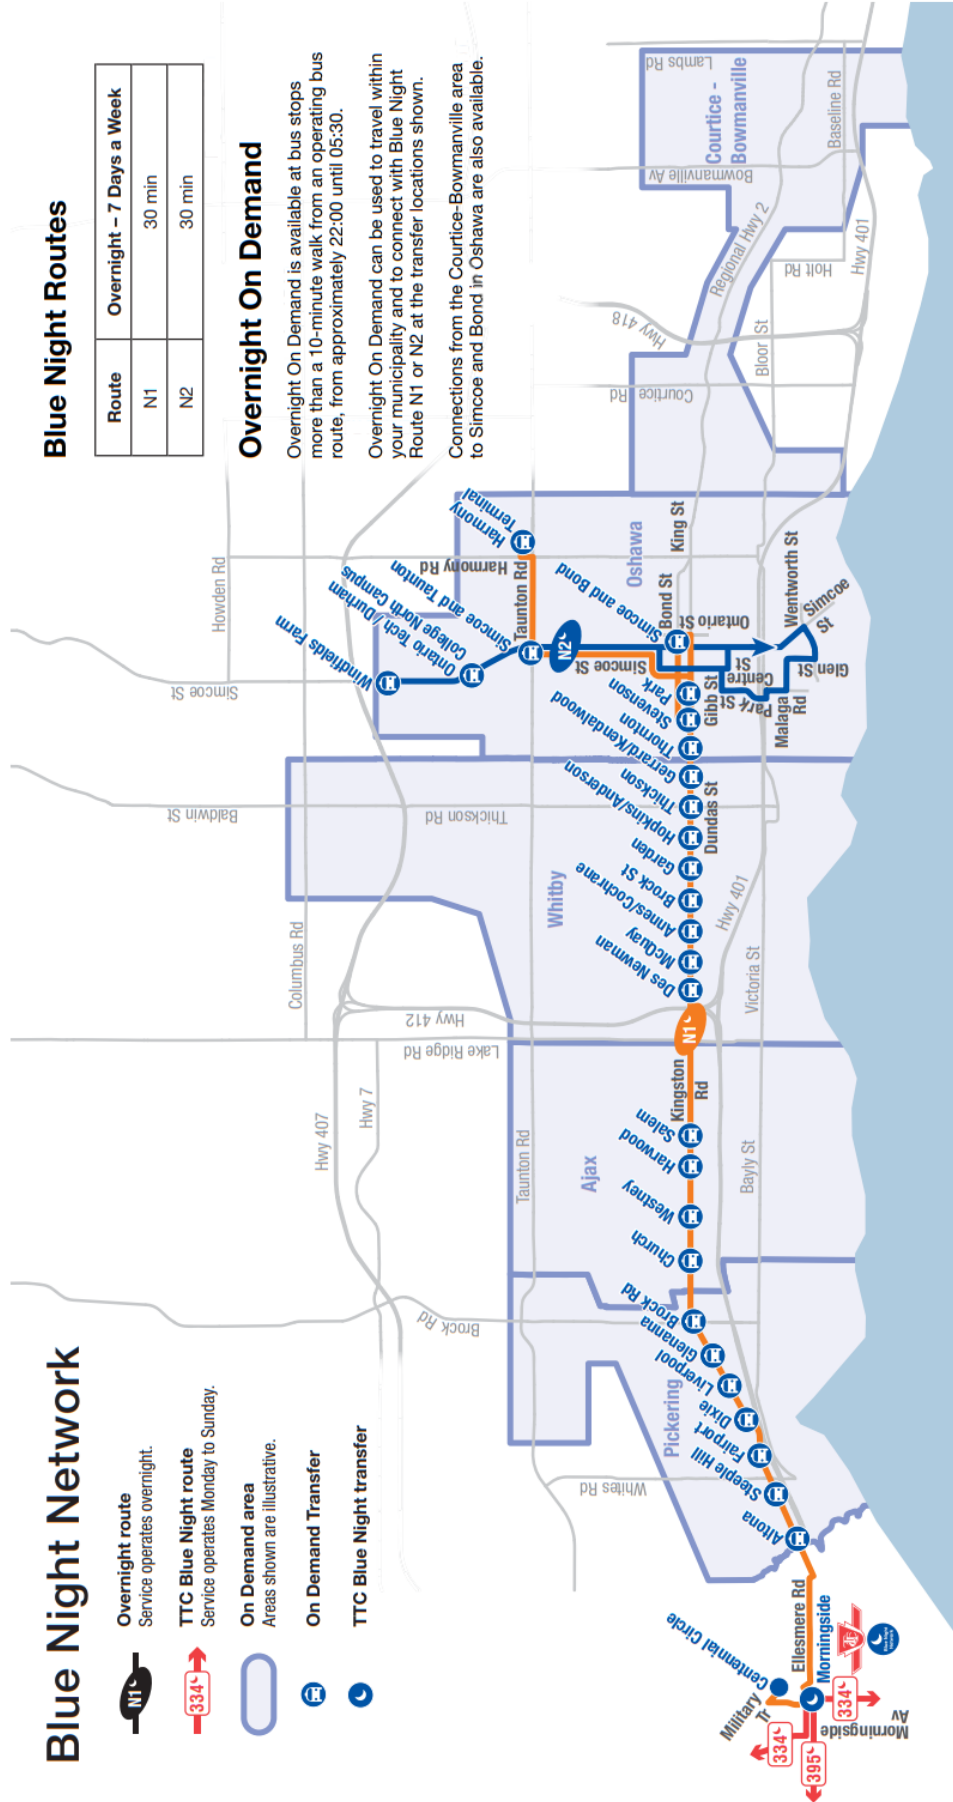 Blue Night Network
Overnight route
Service operates overnight.
TTC Blue Night route
Service operates Monday to Sunday.
On Demand area
Areas shown are illustrative.
On Demand Transfer
TTC Blue Night transfer
N1
334
Blue Night Routes
Route Overnight – 7 Days a Week
N1 30 min
N2 30 min
Overnight On Demand
Overnight On Demand is available at bus stops
more than a 10-minute walk from an operating bus
route, from approximately 22:00 until 05:30.
Overnight On Demand can be used to travel within
your municipality and to connect with Blue Night
Route N1 or N2 at the transfer locations shown.
Connections from the Courtice-Bowmanville area
to Simcoe and Bond in Oshawa are also available.
Howden Rd
Simcoe St
Baldwin St
Columbus Rd
Thickson Rd
Hwy 412
Lake Ridge Rd
Hwy 407
Hwy 7
Brock Rd
Taunton Rd
Whites Rd
Windfields Farm
Ontario Tech / Durham
College North Campus
Simcoe and Taunton
Harmony
Terminal
Harmony Rd
Taunton Rd
N2
Simcoe St
Simcoe and Bond
Bond St
King St
Ontario St
Oshawa
Whitby
Ajax
Pickering
Courtice -
Bowmanville
Lambs Rd
Bowmanville Av
Baseline Rd
Regional Hwy 2
Holt Rd
Hwy 401
Hwy 418
Bloor St
Courtice Rd
Wentworth St
Simcoe
St
Glen St
Centre
St
Park St
Malaga
Rd
Gibb St
Park
Stevenson
Thornton
Gerrard/Kendalwood
Thickson
Hopkins/Anderson
Garden
Brock St
Annes/Cochrane
McQuay
Des Newman
Dundas St
Hwy 401
Victoria St
N1
Kingston
Rd
Salem
Harwood
Westney
Church
Bayly St
Brock Rd
Glenanna
Liverpool
Dixie
Fairport
Steeple Hill
Altona
Ellesmere Rd
Morningside
Centennial Circle
Military
Tr
334
334
395
Morningside
Av